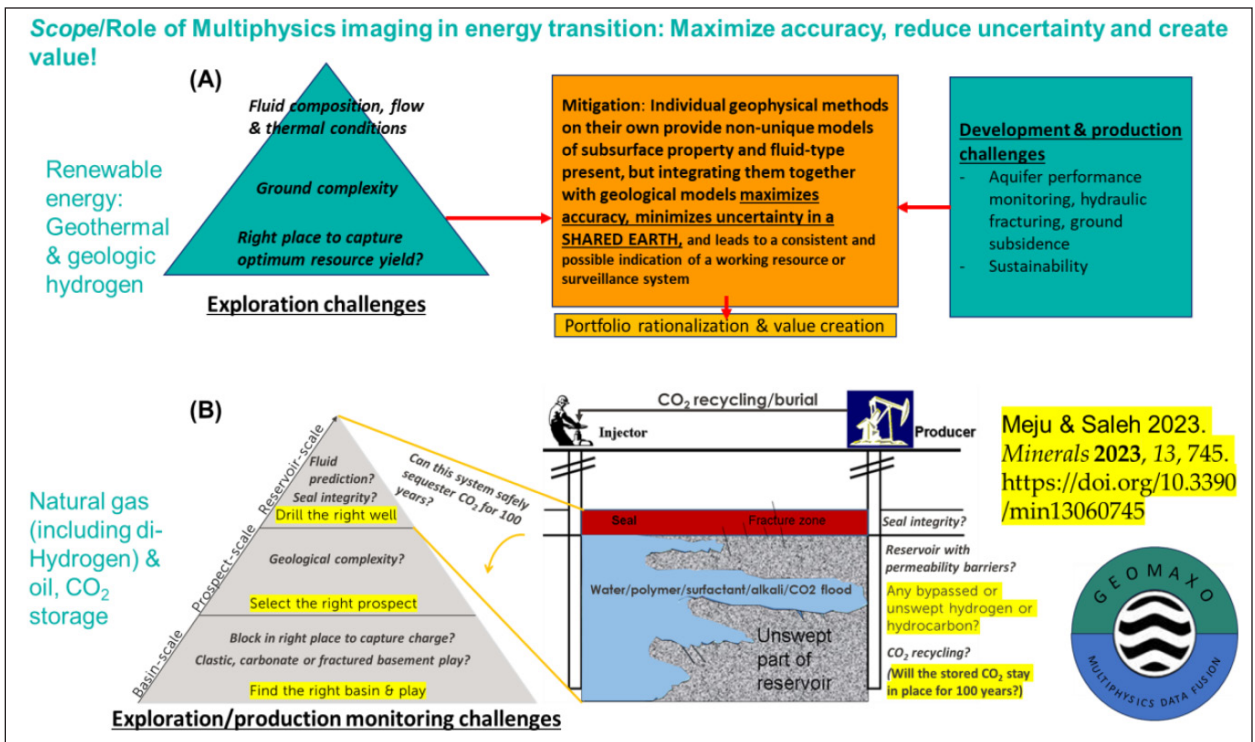 Scope/Role of Multiphysics imaging in energy transition: Maximize accuracy, reduce uncertainty and create
value!
(A)
Renewable
energy:
Geothermal
& geologic
hydrogen
Fluid composition, flow
& thermal conditions
Ground complexity
Right place to capture
optimum resource yield?
Exploration challenges
Mitigation: Individual geophysical methods
on their own provide non-unique models
of subsurface property and fluid-type
present, but integrating them together
with geological models maximizes
accuracy, minimizes uncertainty in a
SHARED EARTH, and leads to a consistent and
possible indication of a working resource or
surveillance system
Portfolio rationalization & value creation
Development & production
challenges
- Aquifer performance
monitoring, hydraulic
fracturing, ground
subsidence
- Sustainability
(B)
Natural gas
(including di-
Hydrogen) &
oil, CO2
storage
Reservoir-scale
Prospect-scale
Basin-scale
Fluid
prediction?
Seal integrity?
Drill the right well
Geological complexity?
Select the right prospect
Block in right place to capture charge?
Clastic, carbonate or fractured basement play?
Find the right basin & play
Exploration/production monitoring challenges
Can this system safely
sequester CO2 for 100
years?
CO2 recycling/burial
Injector
Producer
Seal
Fracture zone
Water/polymer/surfactant/alkali/CO2 flood
Unswept
part of
reservoir
Seal integrity?
Reservoir with
permeability barriers?
Any bypassed or
unswept hydrogen or
hydrocarbon?
CO2 recycling?
(Will the stored CO2 stay
in place for 100 years?)
Meju & Saleh 2023.
Minerals 2023, 13, 745.
https://doi.org/10.3390
/min13060745
GEOMAXO
MULTIPHYSICS DATA FUSION